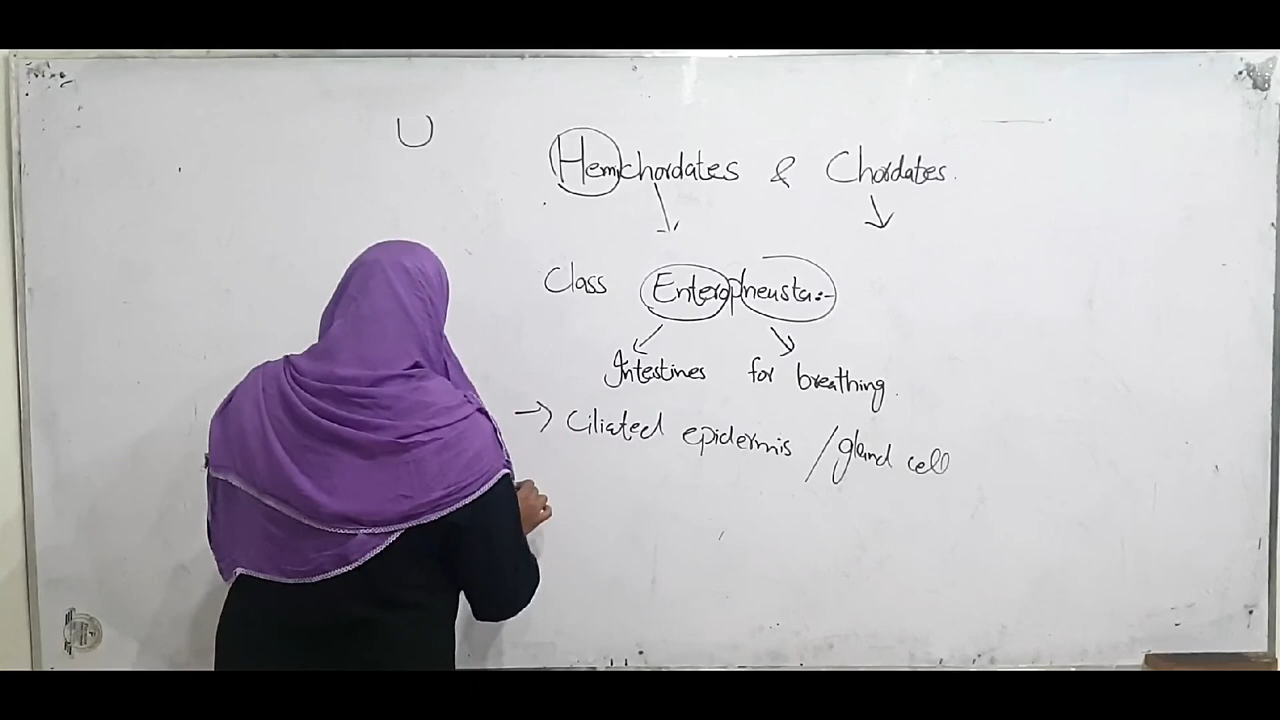 U
Hemichordates & Chordates.
Class Enteropneusta:-
Intestines for breathing.
→ Ciliated epidermis / gland cell